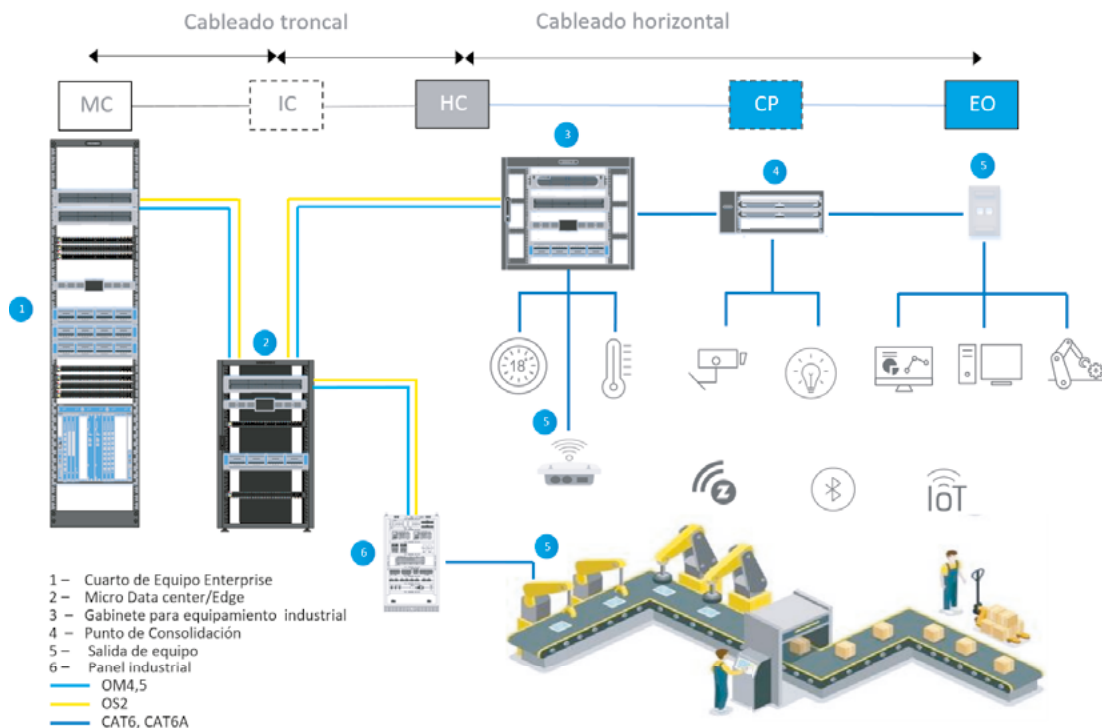 Cableado troncal
Cableado horizontal
MC
IC
HC
CP
EO
3
4
5
1
2
18°
5
6
5
Z
IoT
1 – Cuarto de Equipo Enterprise
2 – Micro Data center/Edge
3 – Gabinete para equipamiento industrial
4 – Punto de Consolidación
5 – Salida de equipo
6 – Panel industrial
OM4,5
OS2
CAT6, CAT6A